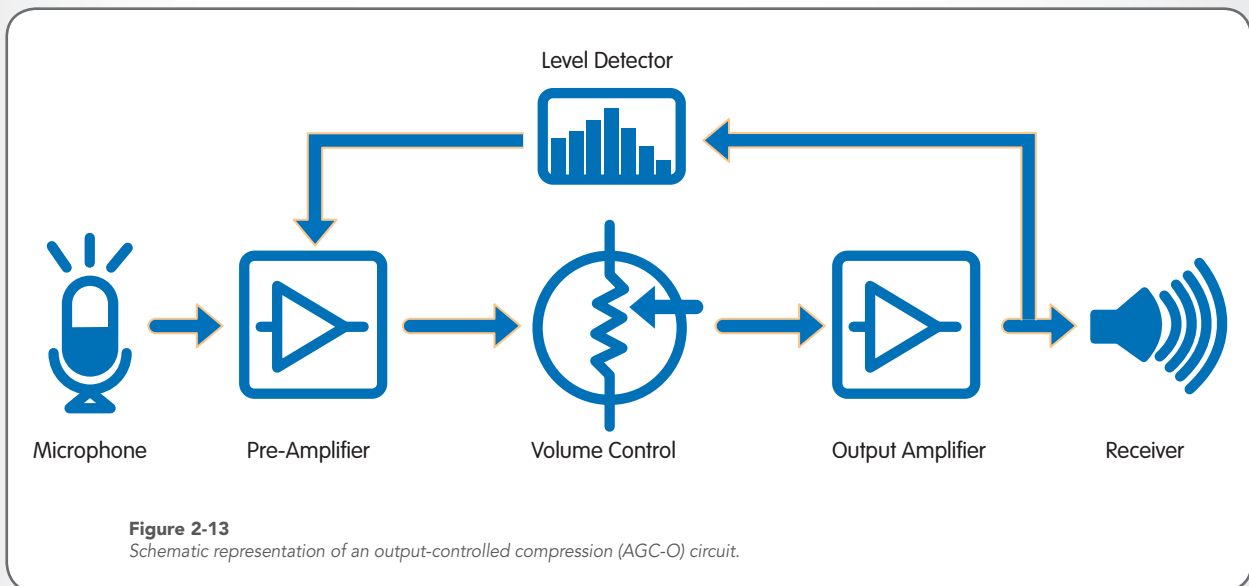 Level Detector
Microphone
Pre-Amplifier
Volume Control
Output Amplifier
Receiver
Figure 2-13
Schematic representation of an output-controlled compression (AGC-O) circuit.